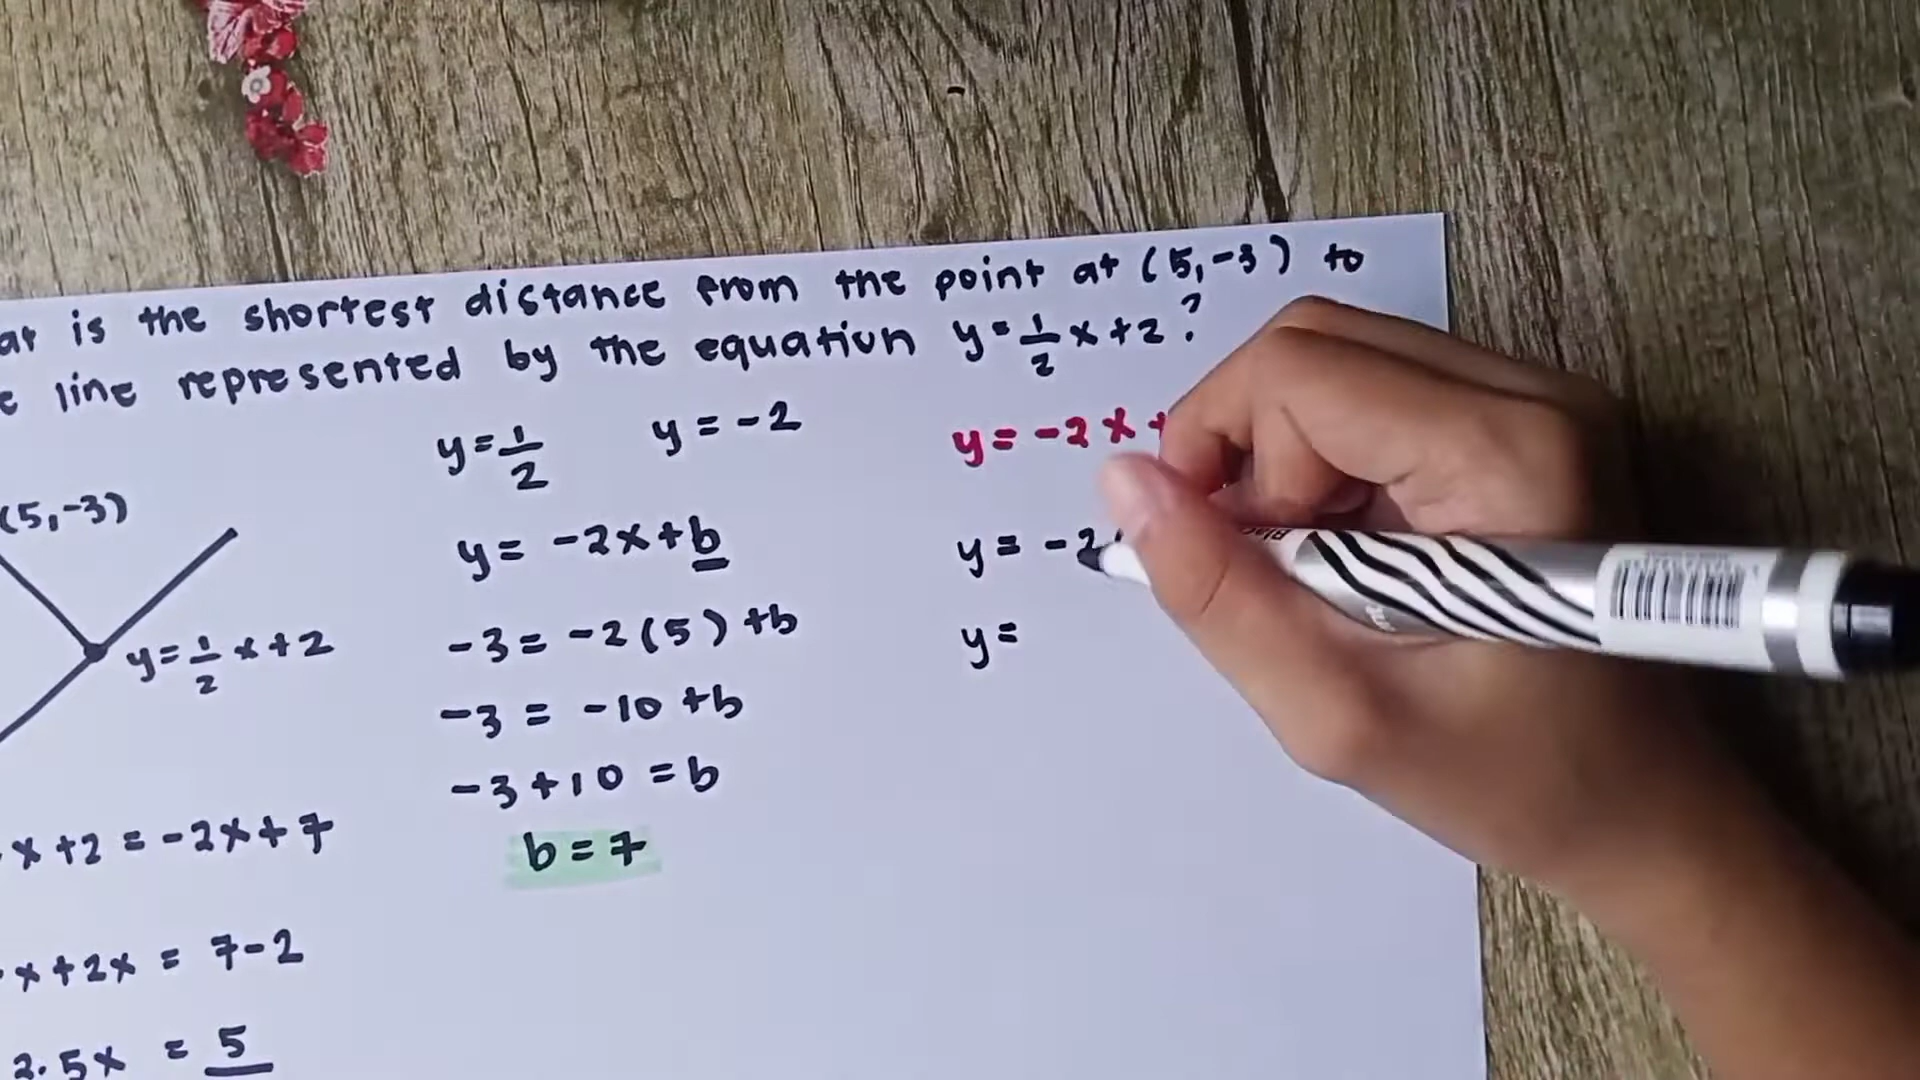 at is the shortest distance from the point at (5,-3) to
line represented by the equation y=1/2 x+2?
y=1/2
y=-2
y=-2x+
(5,-3)
y=-2x+b
y=-2
y=1/2 x+2
-3=-2(5)+b
y=
-3=-10+b
-3+10=b
x+2=-2x+7
b=7
x+2x=7-2
2.5x=5